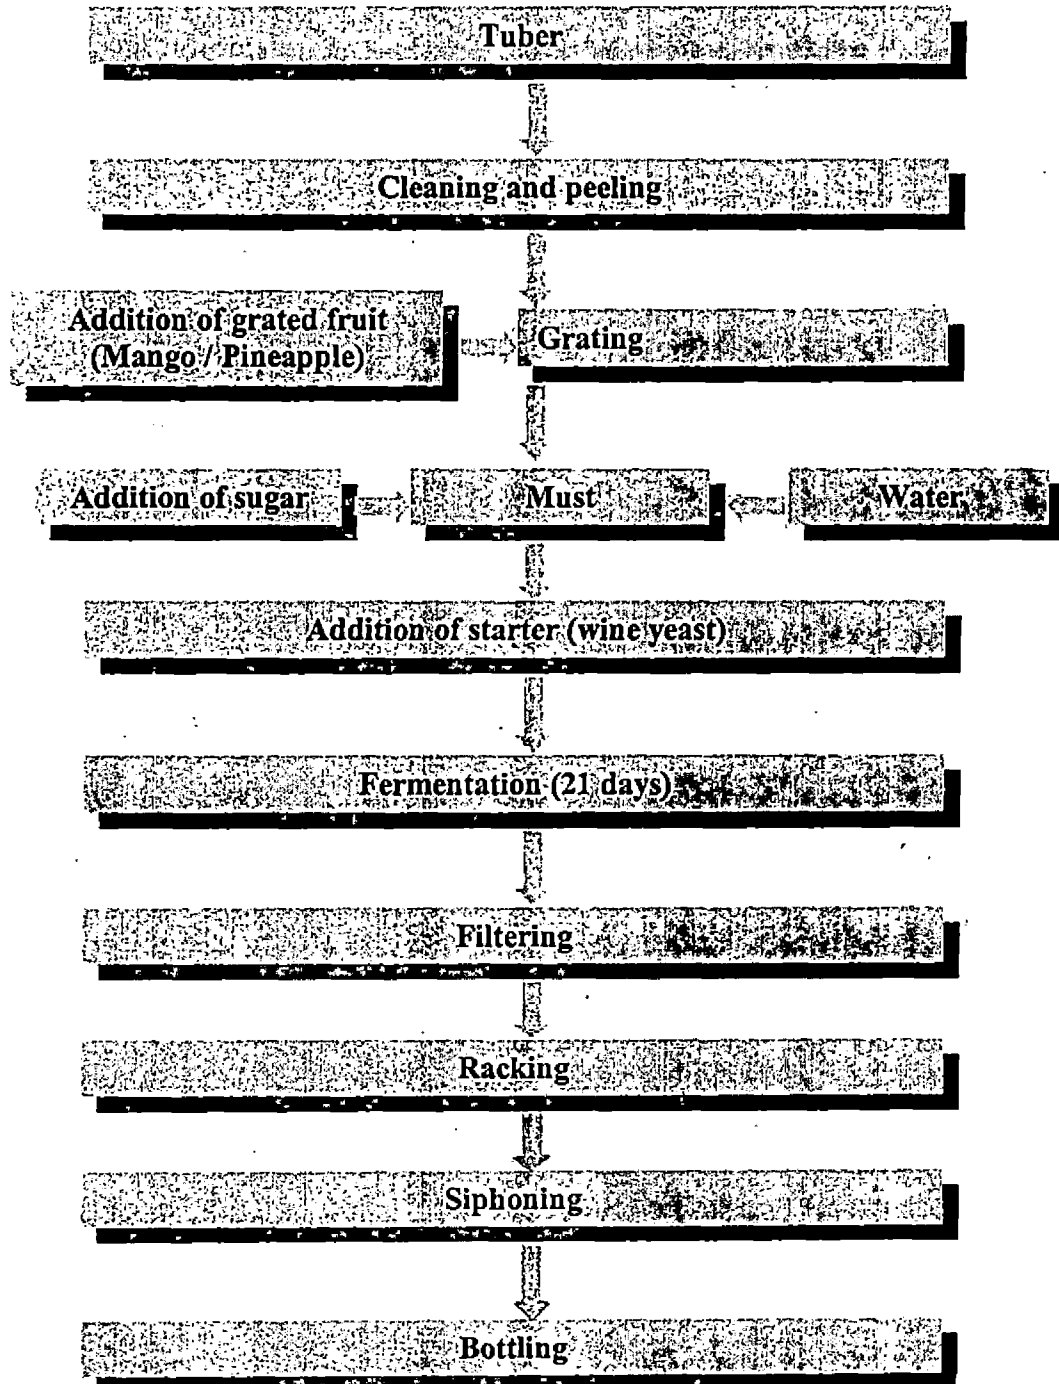 Tuber
Cleaning and peeling
Addition of grated fruit
(Mango / Pineapple)
Grating
Addition of sugar
Must
Water
Addition of starter (wine yeast)
Fermentation (21 days)
Filtering
Racking
Siphoning
Bottling